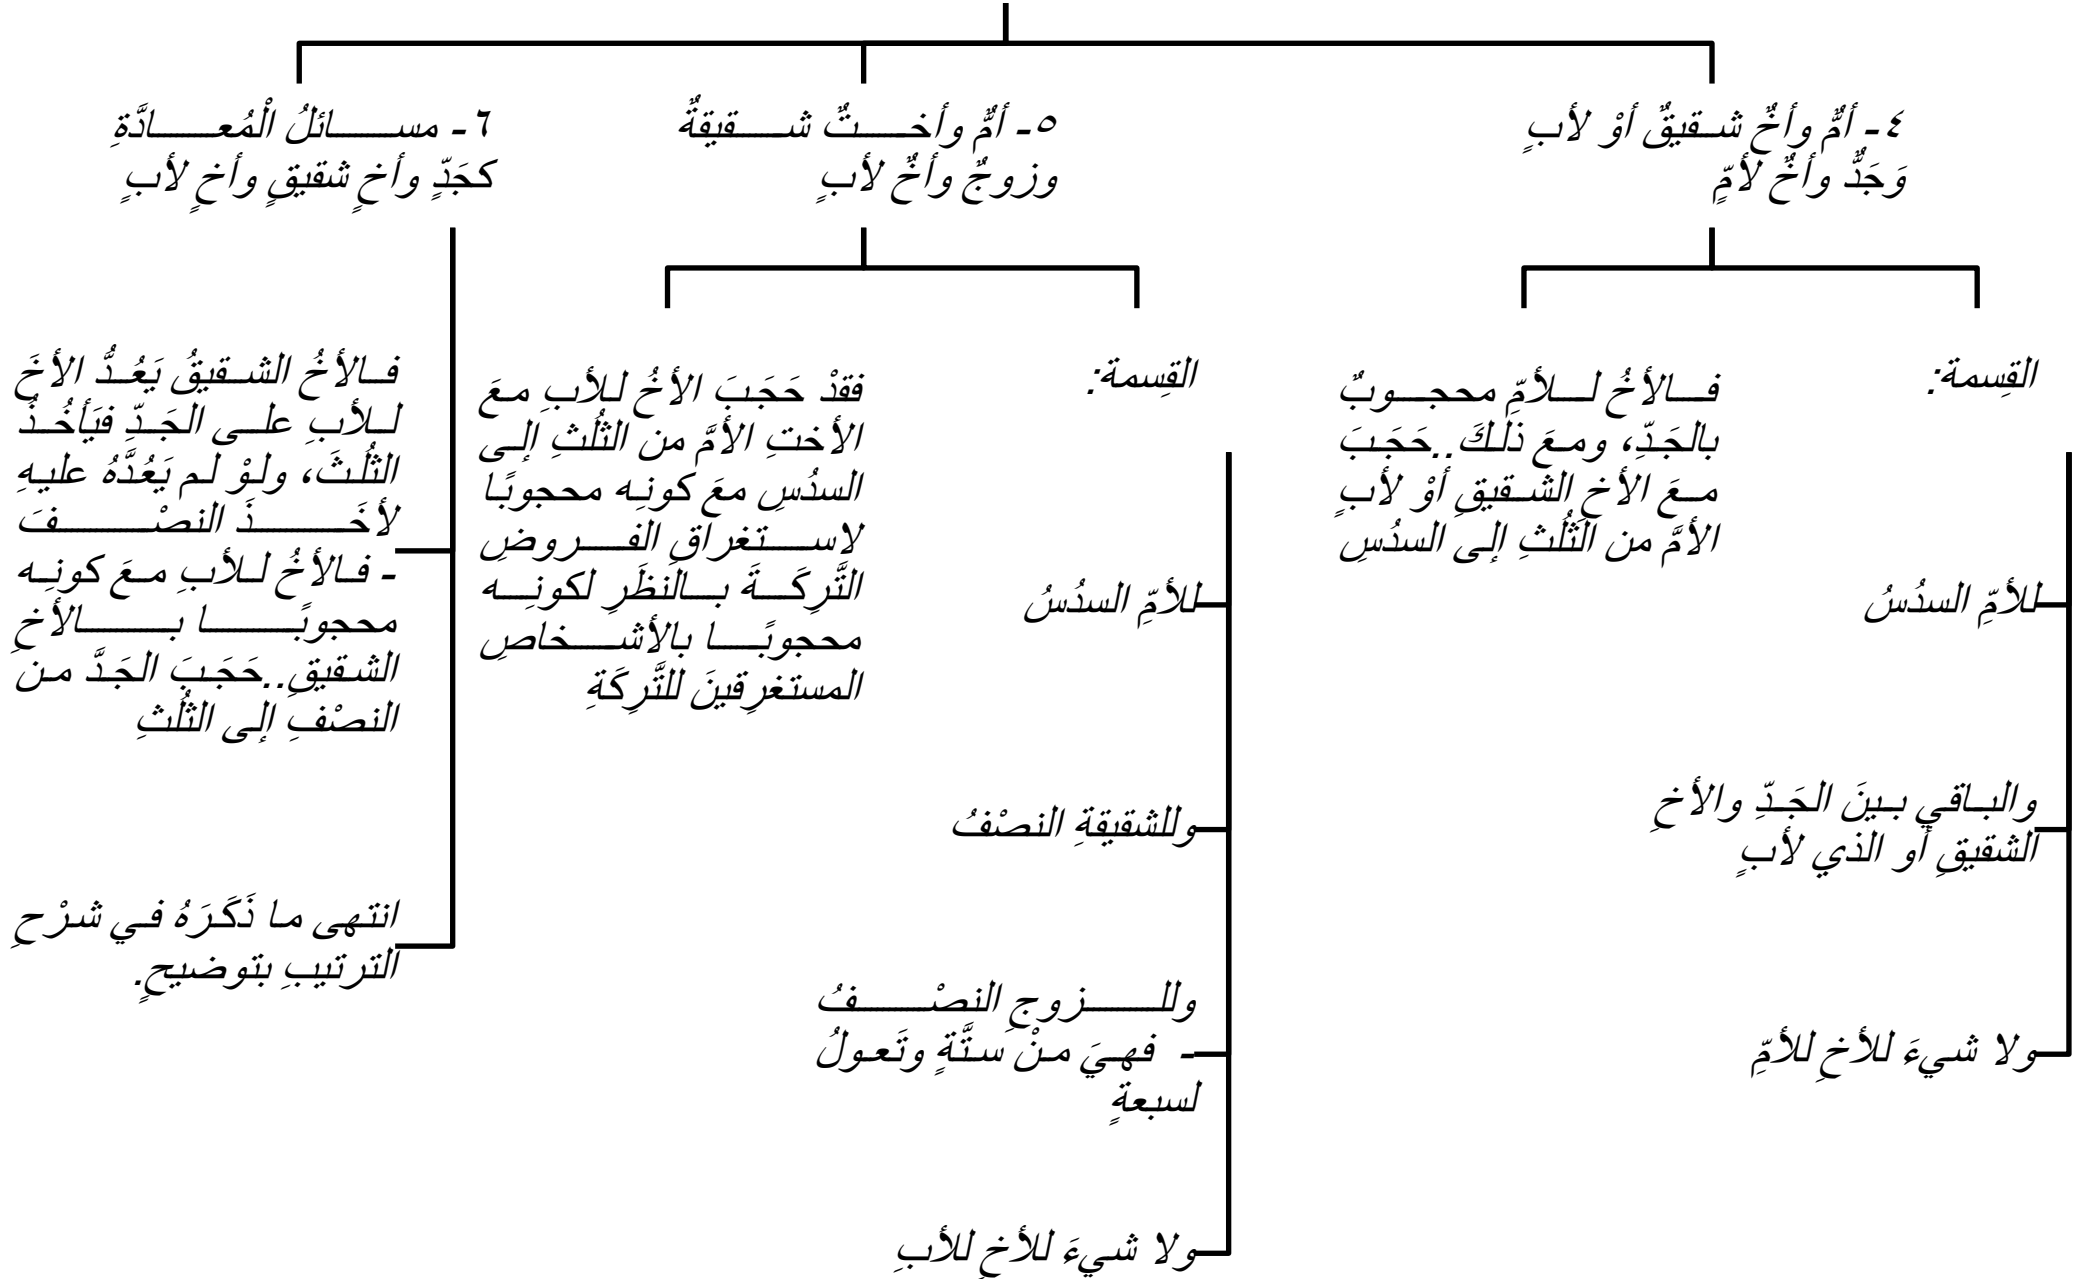 ٤- أمٌّ وأخٌ شقيقٌ أوْ لأبٍ
وَجَدٌّ وأخٌ لأمّ​ٍ
القِسمة:
للأمِّ السدُسُ
والباقي بينَ الجَدِّ والأخِ
الشقيقِ أو الذي لأبٍ
ولا شيءَ للأخِ للأمِّ
فالأخُ للأمِّ محجوبٌ
بالجَدِّ، ومعَ ذلكَ..حَجَبَ
معَ الأخِ الشقيقِ أوْ لأبٍ
الأمَّ من الثُلُثِ إلى السدُسِ
٥- أمٌّ وأختٌ شقيقةٌ
وزوجٌ وأخٌ لأبٍ
القِسمة:
للأمِّ السدُسُ
وللشقيقةِ النصْفُ
وللزوجِ النصْفُ
- فهيَ منْ ستَّةٍ وتَعولُ
لسبعةٍ
ولا شيءَ للأخِ للأبِ
فقدْ حَجَبَ الأخُ للأبِ معَ
الأختِ الأمَّ من الثُلُثِ إلى
السدُسِ معَ كونِه محجوبًا
لاستغراقِ الفروضِ
التَّرِكَةَ بالنظَرِ لكونِه
محجوبًا بالأشخاصِ
المستغرِقينَ للتَّرِكَةِ
٦- مسائلُ الْمُعادَّةِ
كجَدٍّ وأخٍ شقيقٍ وأخٍ لأبٍ
فالأخُ الشقيقُ يَعُدُّ الأخَ
للأبِ على الجَدِّ فيَأخُذُ
الثُلُثَ، ولوْ لم يَعُدَّهُ عليهِ
لأخَذَ النصْفَ
- فالأخُ للأبِ معَ كونِه
محجوبًا بالأخِ
الشقيقِ..حَجَبَ الجَدَّ من
النصْفِ إلى الثُلُثِ
انتهى ما ذَكَرَهُ في شرْحِ
الترتيبِ بتوضيحٍ.